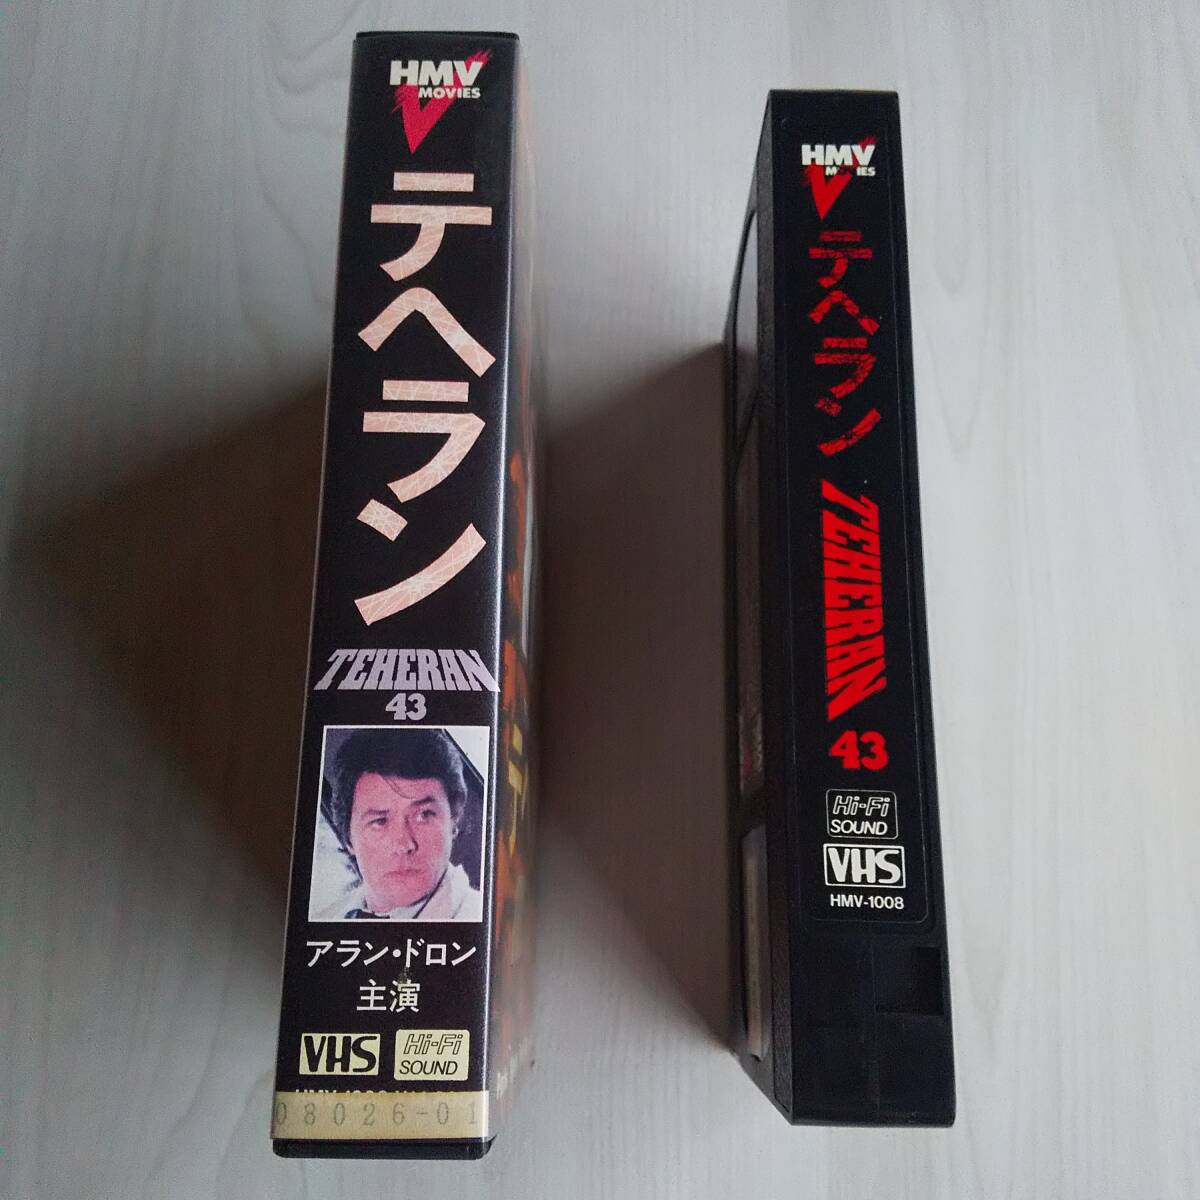 HMV
MOVIES
テヘラン
TEHERAN
43
アラン・ドロン
主演
VHS
Hi-Fi
SOUND
08026-01
HMV
MOVIES
テヘラン
TEHERAN
43
Hi-Fi
SOUND
VHS
HMV-1008